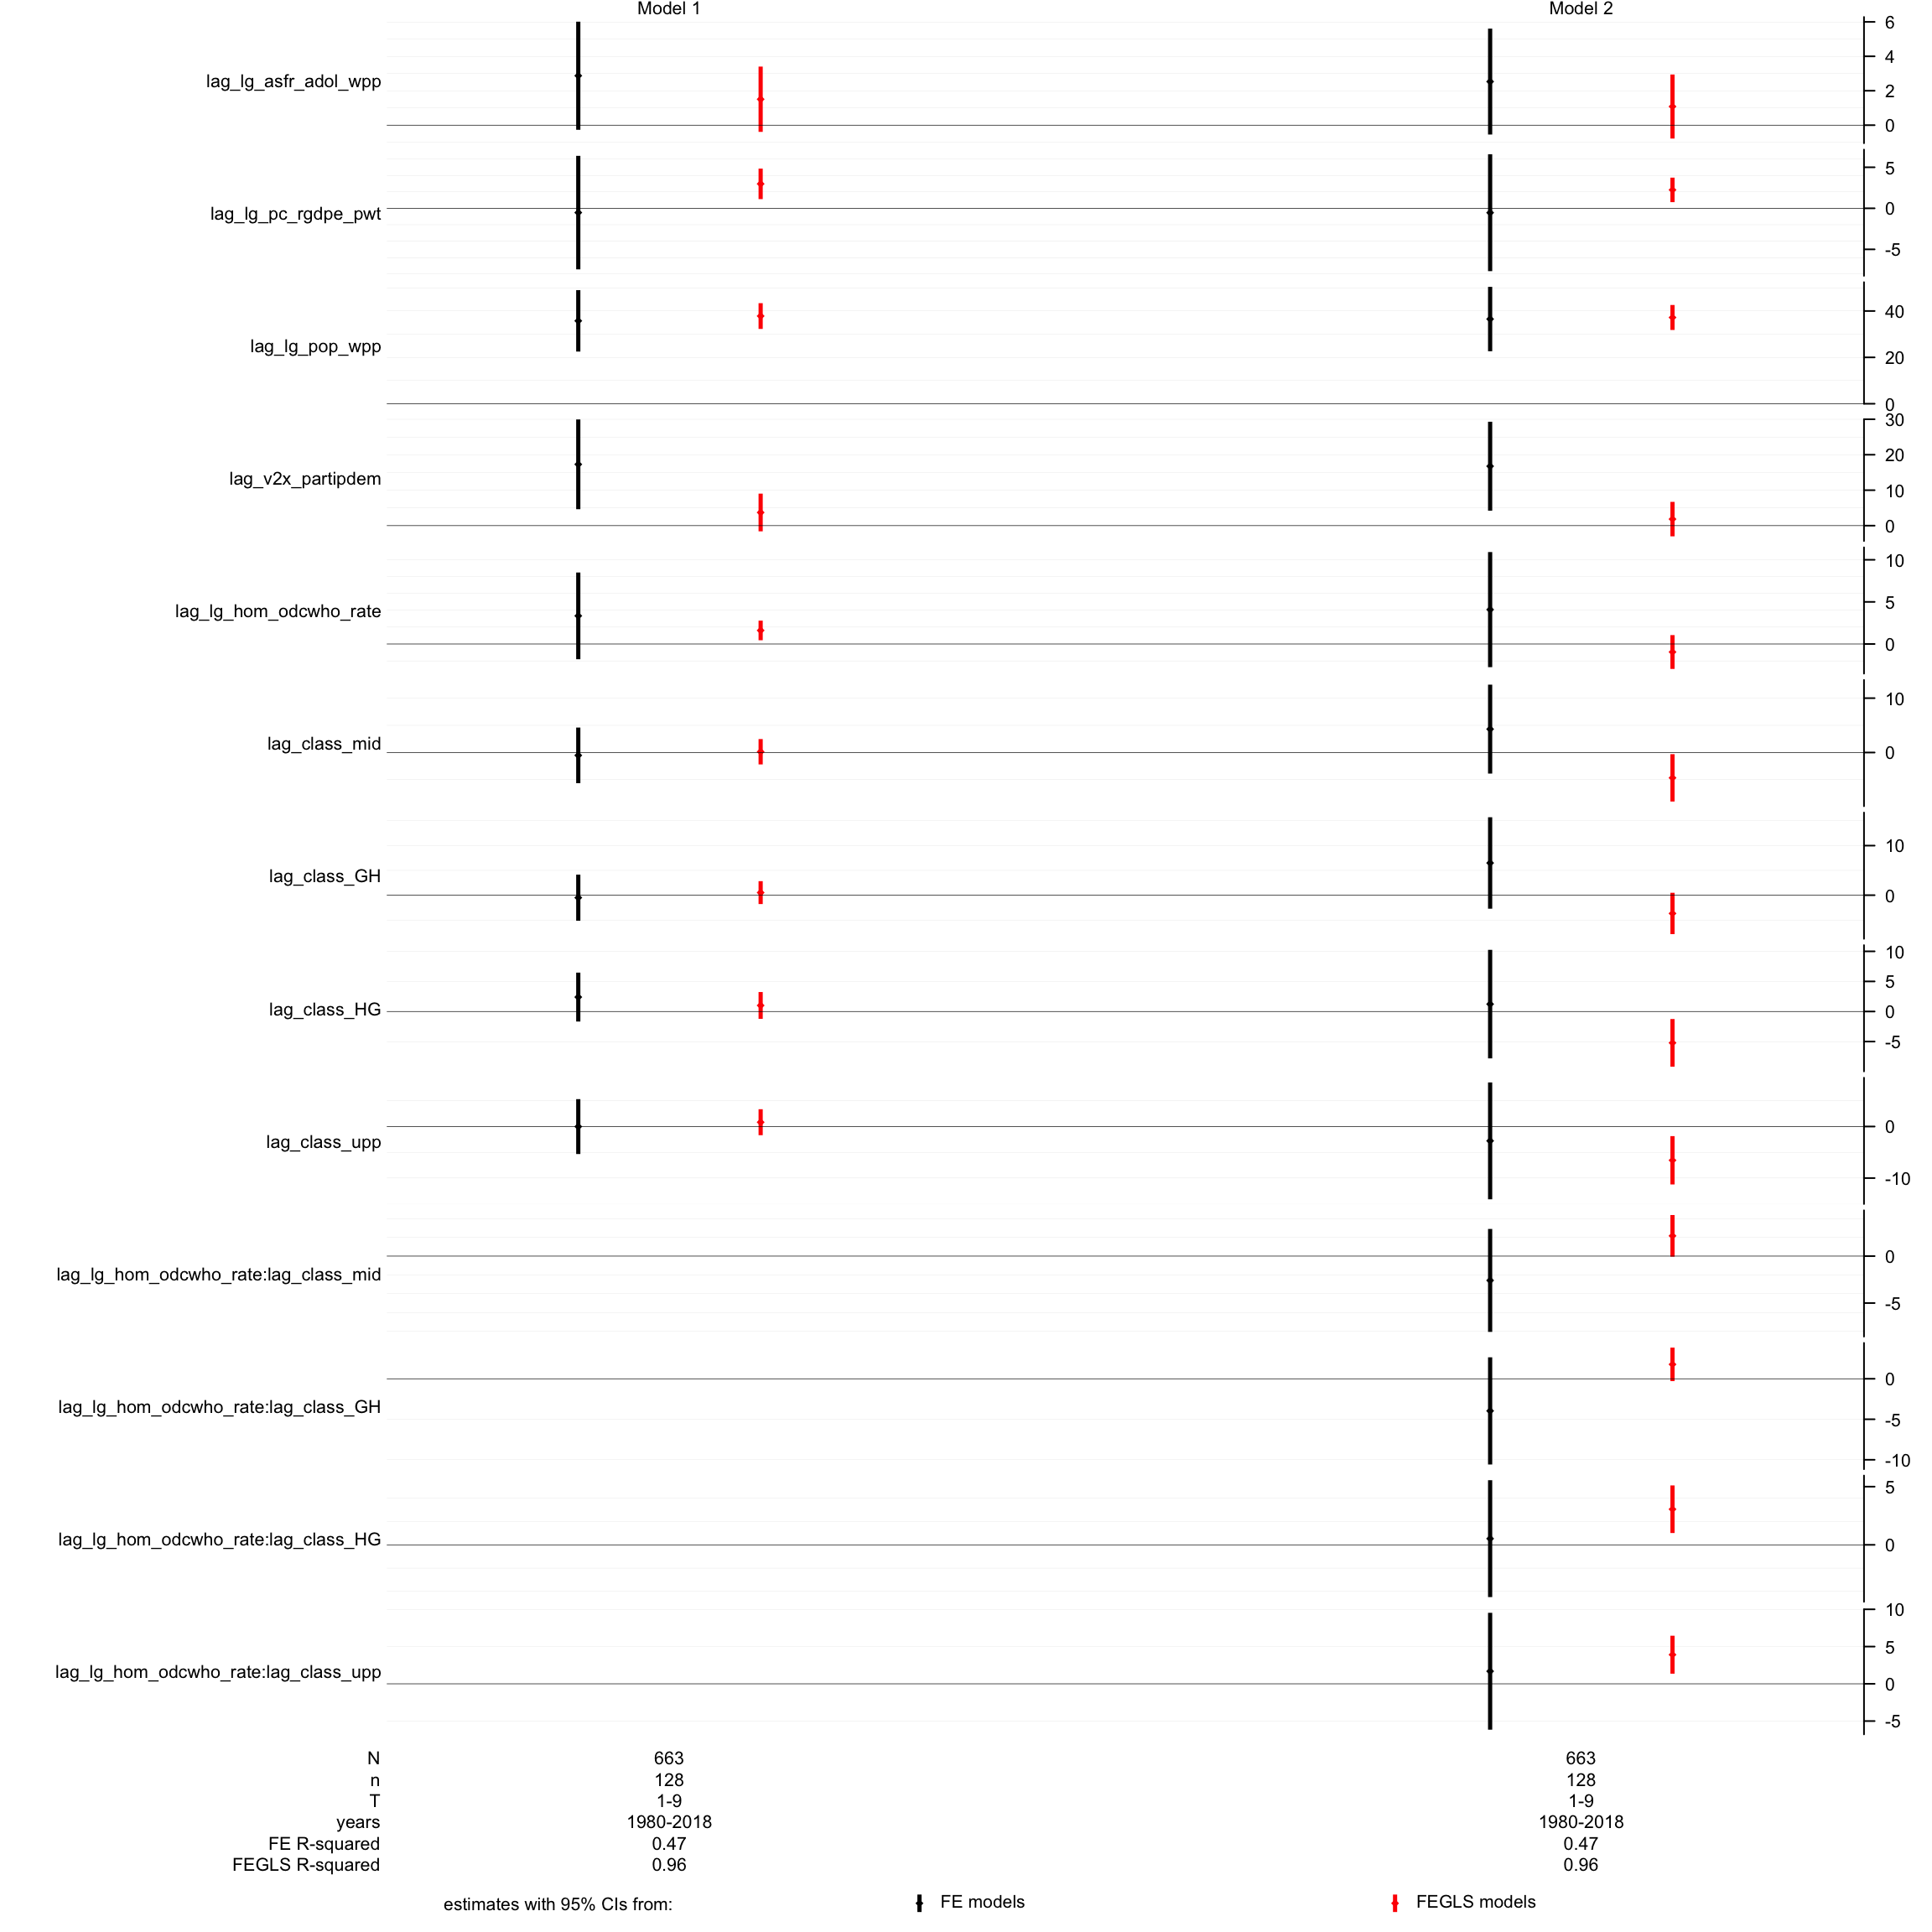 Model 1 Model 2
lag_lg_asfr_adol_wpp
6
4
2
0
lag_lg_pc_rgdpe_pwt
5
0
-5
lag_lg_pop_wpp
40
20
0
lag_v2x_partipdem
30
20
10
0
lag_lg_hom_odcwho_rate
10
5
0
lag_class_mid
10
0
lag_class_GH
10
0
lag_class_HG
10
5
0
-5
lag_class_upp
0
-10
lag_lg_hom_odcwho_rate:lag_class_mid
0
-5
lag_lg_hom_odcwho_rate:lag_class_GH
0
-5
-10
lag_lg_hom_odcwho_rate:lag_class_HG
5
0
lag_lg_hom_odcwho_rate:lag_class_upp
10
5
0
-5
N 663 663
n 128 128
T 1-9 1-9
years 1980-2018 1980-2018
FE R-squared 0.47 0.47
FEGLS R-squared 0.96 0.96
estimates with 95% CIs from: FE models FEGLS models